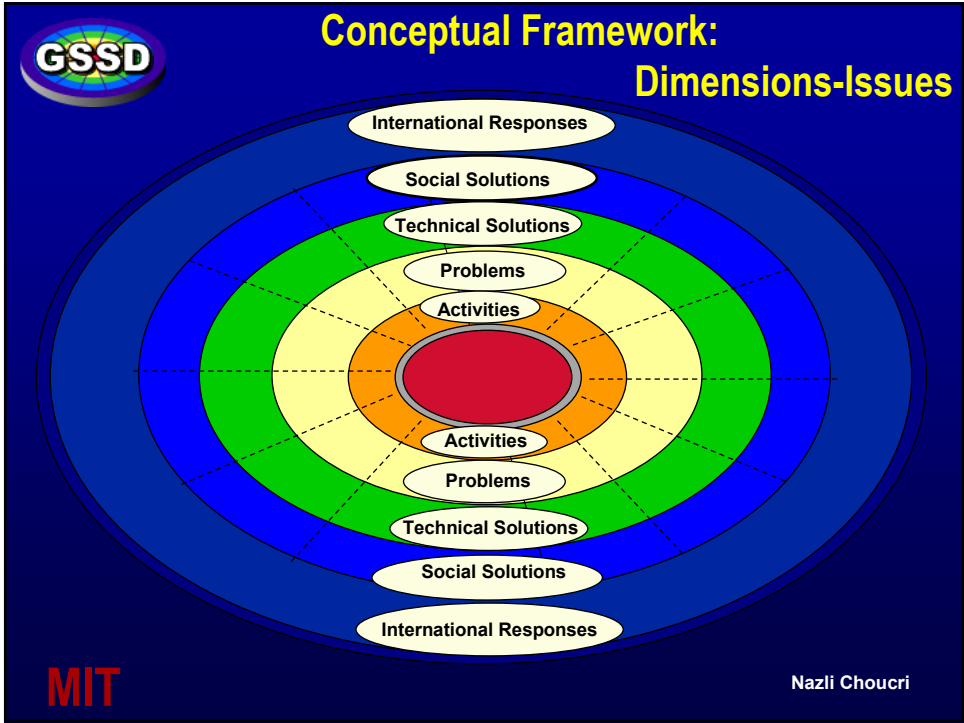 GSSD
Conceptual Framework:
Dimensions-Issues
International Responses
Social Solutions
Technical Solutions
Problems
Activities
Activities
Problems
Technical Solutions
Social Solutions
International Responses
MIT
Nazli Choucri